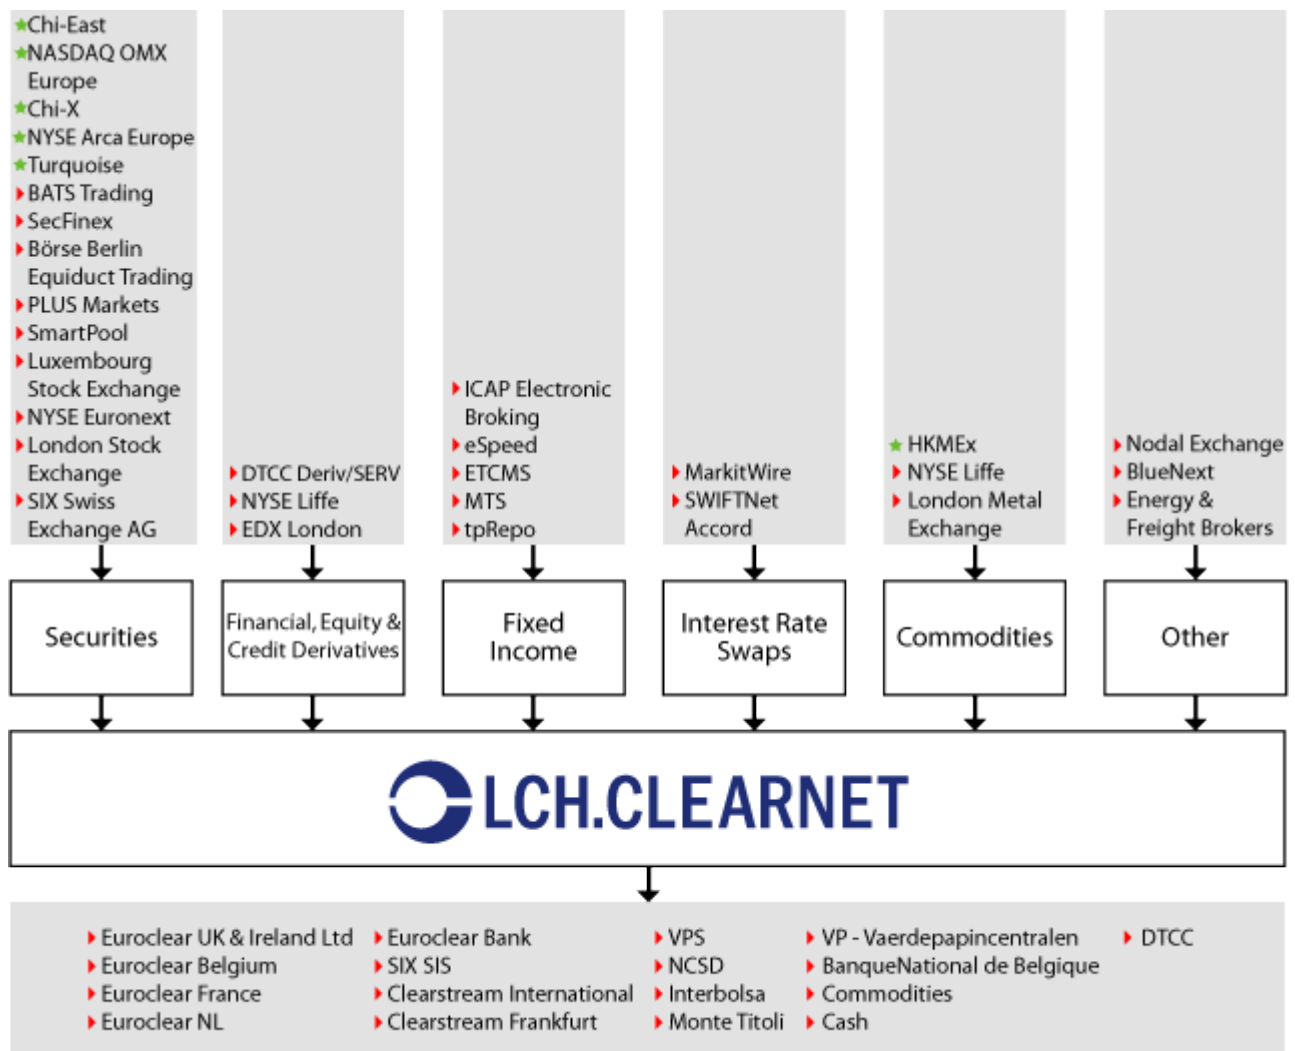 Chi-East
NASDAQ OMX
Europe
Chi-X
NYSE Arca Europe
Turquoise
BATS Trading
SecFinex
Börse Berlin
Equiduct Trading
PLUS Markets
SmartPool
Luxembourg
Stock Exchange
NYSE Euronext
London Stock
Exchange
SIX Swiss
Exchange AG
DTCC Deriv/SERV
NYSE Liffe
EDX London
ICAP Electronic
Broking
eSpeed
ETCMS
MTS
tpRepo
MarkitWire
SWIFTNet
Accord
HKMEx
NYSE Liffe
London Metal
Exchange
Nodal Exchange
BlueNext
Energy &
Freight Brokers
Securities
Financial, Equity &
Credit Derivatives
Fixed
Income
Interest Rate
Swaps
Commodities
Other
LCH.CLEARNET
Euroclear UK & Ireland Ltd
Euroclear Belgium
Euroclear France
Euroclear NL
Euroclear Bank
SIX SIS
Clearstream International
Clearstream Frankfurt
VPS
NCSD
Interbolsa
Monte Titoli
VP - Vaerdepapincentralen
BanqueNational de Belgique
Commodities
Cash
DTCC